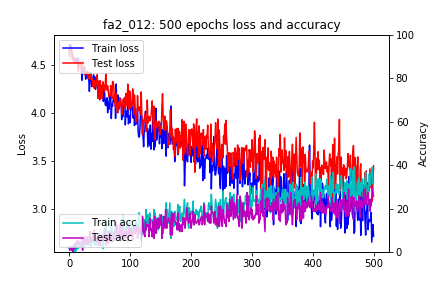 fa2_012: 500 epochs loss and accuracy
Train loss
Test loss
Train acc
Test acc
Loss
4.5
4.0
3.5
3.0
Accuracy
100
80
60
40
20
0
0
100
200
300
400
500